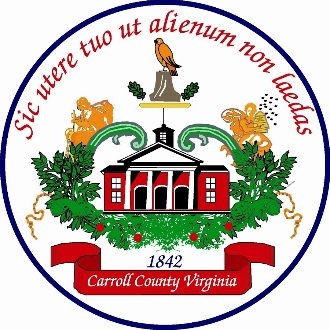 Sic utere tuo ut alienum non laedas
1842
Carroll County Virginia